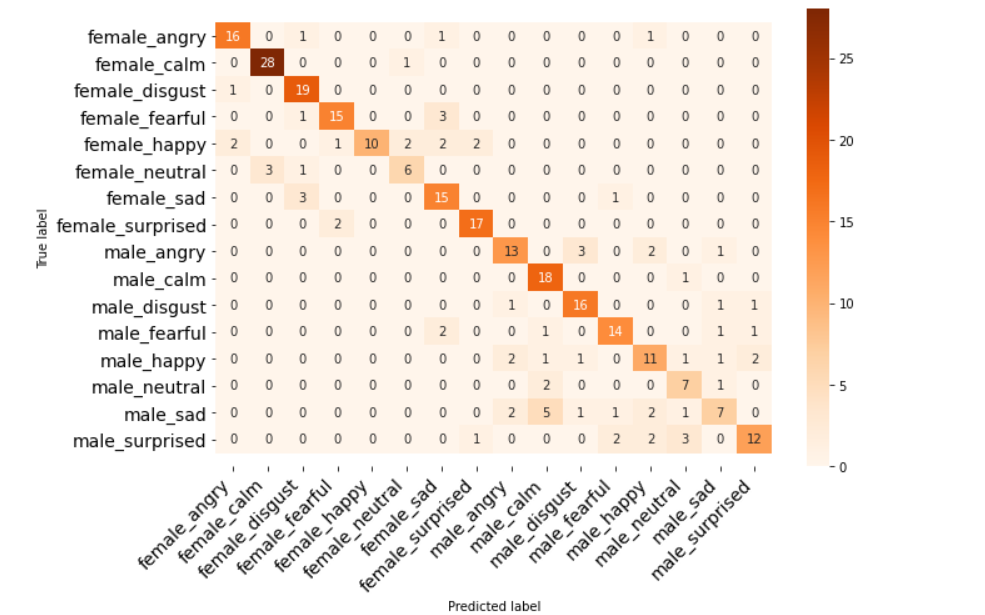 female_angry 16 0 1 0 0 0 1 0 0 0 0 0 1 0 0 0
female_calm 0 28 0 0 0 1 0 0 0 0 0 0 0 0 0 0
female_disgust 1 0 19 0 0 0 0 0 0 0 0 0 0 0 0 0
female_fearful 0 0 1 15 0 0 3 0 0 0 0 0 0 0 0 0
female_happy 2 0 0 1 10 2 2 2 0 0 0 0 0 0 0 0
female_neutral 0 3 1 0 0 6 0 0 0 0 0 0 0 0 0 0
female_sad 0 0 3 0 0 0 15 0 0 0 0 1 0 0 0 0
female_surprised 0 0 0 2 0 0 0 17 0 0 0 0 0 0 0 0
male_angry 0 0 0 0 0 0 0 0 13 0 3 0 2 0 1 0
male_calm 0 0 0 0 0 0 0 0 0 18 0 0 0 1 0 0
male_disgust 0 0 0 0 0 0 0 0 1 0 16 0 0 0 1 1
male_fearful 0 0 0 0 0 0 2 0 0 1 0 14 0 0 1 1
male_happy 0 0 0 0 0 0 0 0 2 1 1 0 11 1 1 2
male_neutral 0 0 0 0 0 0 0 0 0 2 0 0 0 7 1 0
male_sad 0 0 0 0 0 0 0 0 2 5 1 1 2 1 7 0
male_surprised 0 0 0 0 0 0 0 1 0 0 0 2 2 3 0 12
True label
female_angry
female_calm
female_disgust
female_fearful
female_happy
female_neutral
female_sad
female_surprised
male_angry
male_calm
male_disgust
male_fearful
male_happy
male_neutral
male_sad
male_surprised
Predicted label
25
20
15
10
5
0